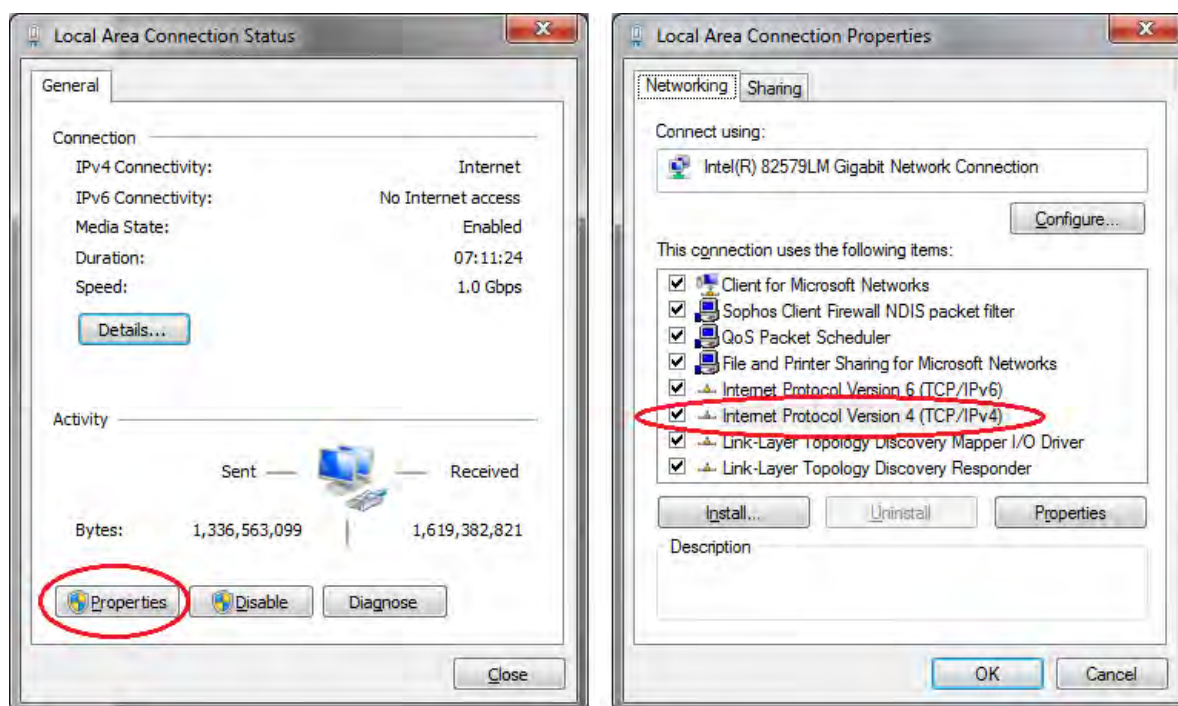 Local Area Connection Status
General
Connection
IPv4 Connectivity: Internet
IPv6 Connectivity: No Internet access
Media State: Enabled
Duration: 07:11:24
Speed: 1.0 Gbps
Details...
Activity
Sent Received
Bytes: 1,336,563,099 1,619,382,821
Properties Disable Diagnose
Close
Local Area Connection Properties
Networking Sharing
Connect using:
Intel(R) 82579LM Gigabit Network Connection
Configure...
This connection uses the following items:
Client for Microsoft Networks
Sophos Client Firewall NDIS packet filter
QoS Packet Scheduler
File and Printer Sharing for Microsoft Networks
Internet Protocol Version 6 (TCP/IPv6)
Internet Protocol Version 4 (TCP/IPv4)
Link-Layer Topology Discovery Mapper I/O Driver
Link-Layer Topology Discovery Responder
Install... Uninstall Properties
Description
OK Cancel